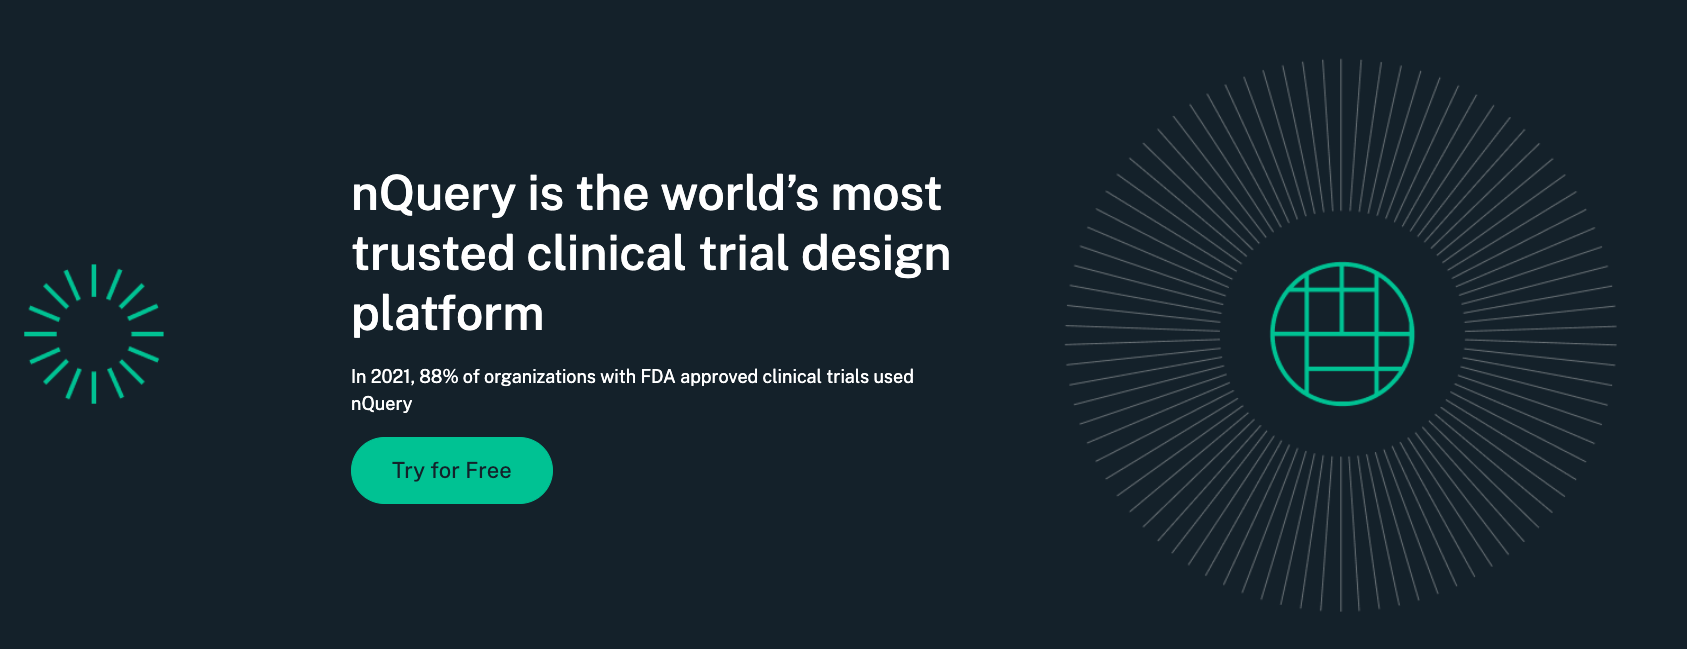 nQuery is the world’s most
trusted clinical trial design
platform
In 2021, 88% of organizations with FDA approved clinical trials used
nQuery
Try for Free